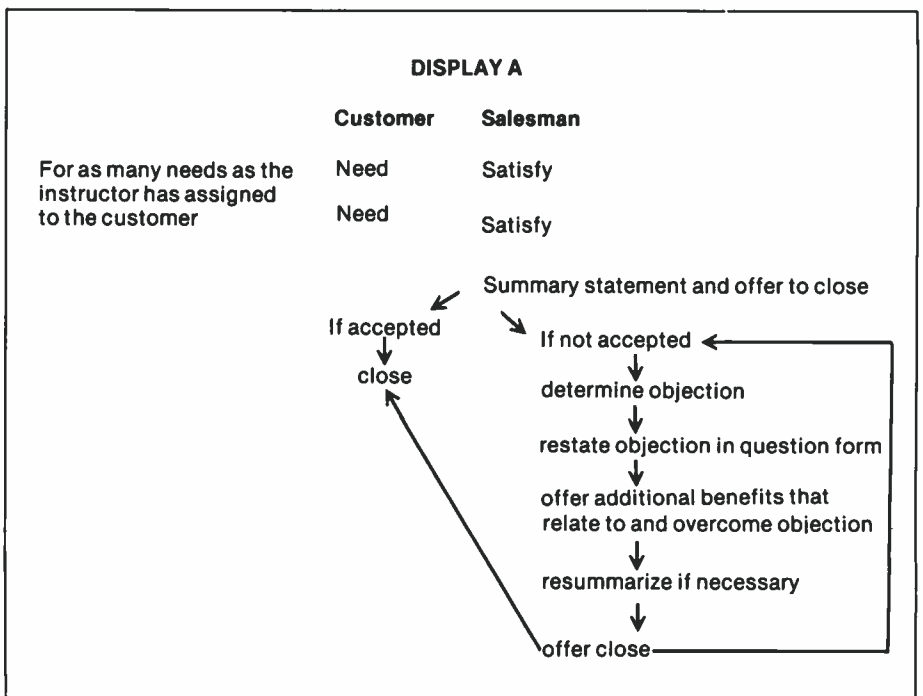 DISPLAY A
Customer Salesman
For as many needs as the Need Satisfy
instructor has assigned
to the customer Need Satisfy
Summary statement and offer to close
If accepted
If not accepted
close
determine objection
restate objection in question form
offer additional benefits that
relate to and overcome objection
resummarize if necessary
offer close